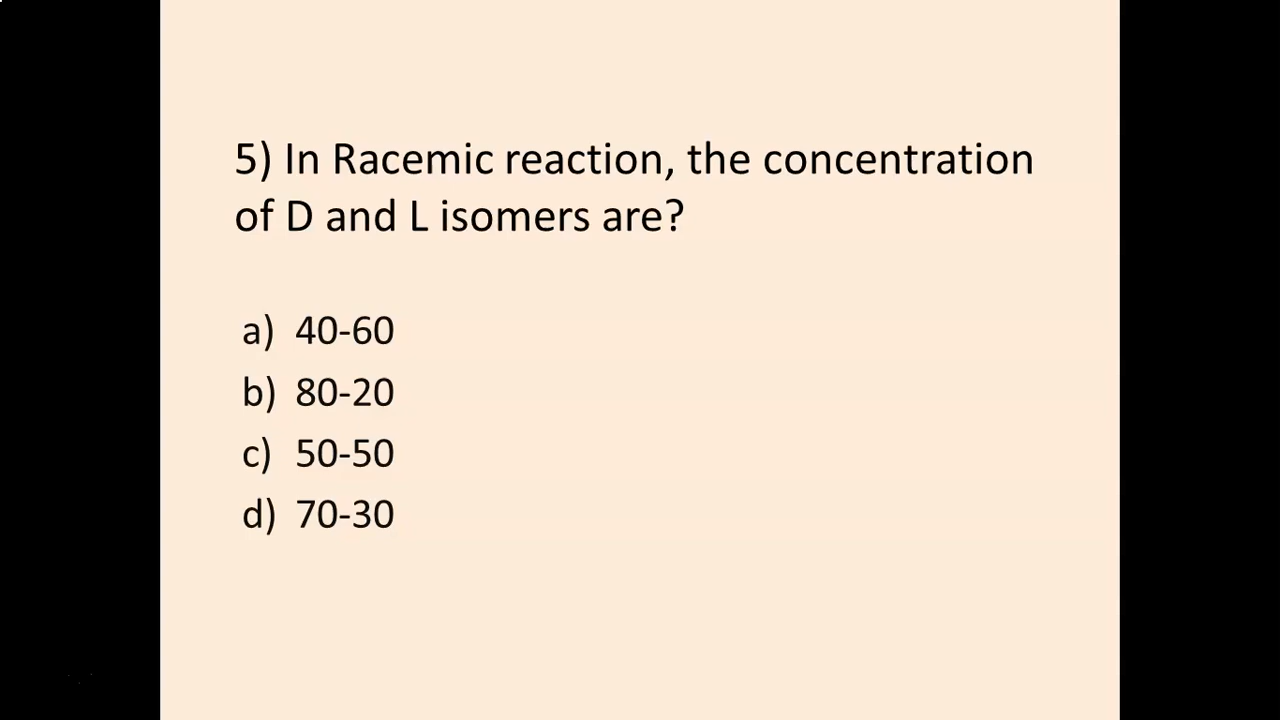 5) In Racemic reaction, the concentration
of D and L isomers are?
a) 40-60
b) 80-20
c) 50-50
d) 70-30